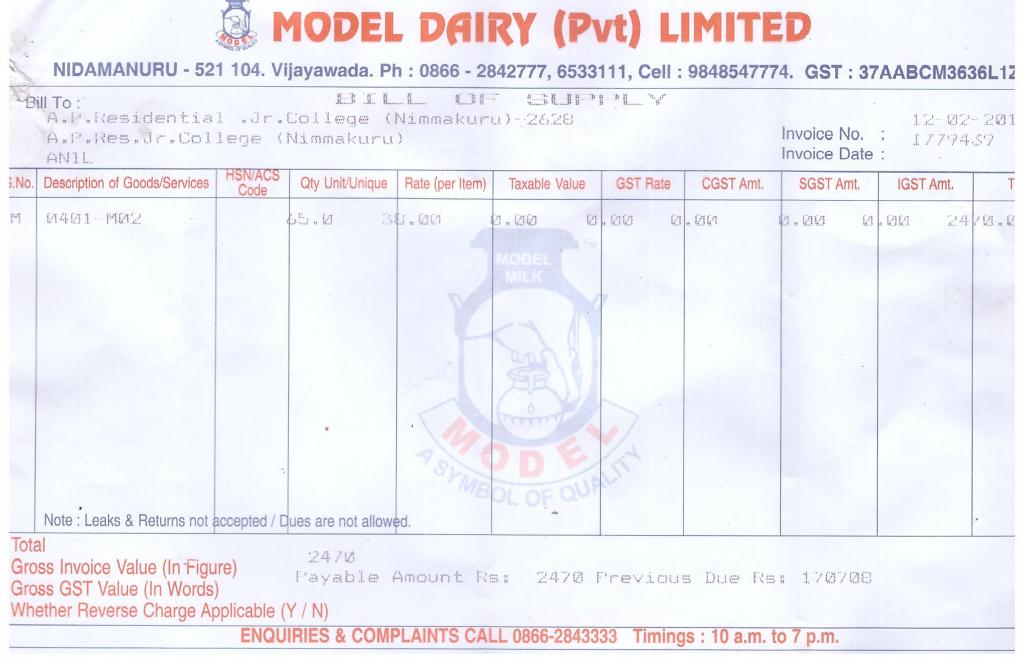 MODEL DAIRY (Pvt) LIMITED
MODEL
A SYMBOL OF QUALITY
NIDAMANURU - 521 104. Vijayawada. Ph : 0866 - 2842777, 6533111, Cell : 9848547774. GST : 37AABCM3636L1Z
BILL OF SUPPLY
Bill To :
A.P.Residential .Jr.College (Nimmakuru)-2628
A.P.Res.Jr.College (Nimmakuru)
ANIL
12-02-201
Invoice No. : 1779439
Invoice Date :
S.No. Description of Goods/Services HSN/ACS Code Qty Unit/Unique Rate (per Item) Taxable Value GST Rate CGST Amt. SGST Amt. IGST Amt. T
M 0401-M02 65.0 38.00 0.00 0.00 0.00 0.00 0.00 2470.0
MODEL
MILK
TM
MODEL
A SYMBOL OF QUALITY
Note : Leaks & Returns not accepted / Dues are not allowed.
Total
2470
Gross Invoice Value (In Figure)
Payable Amount Rs: 2470 Previous Due Rs: 170708
Gross GST Value (In Words)
Whether Reverse Charge Applicable (Y / N)
ENQUIRIES & COMPLAINTS CALL 0866-2843333 Timings : 10 a.m. to 7 p.m.